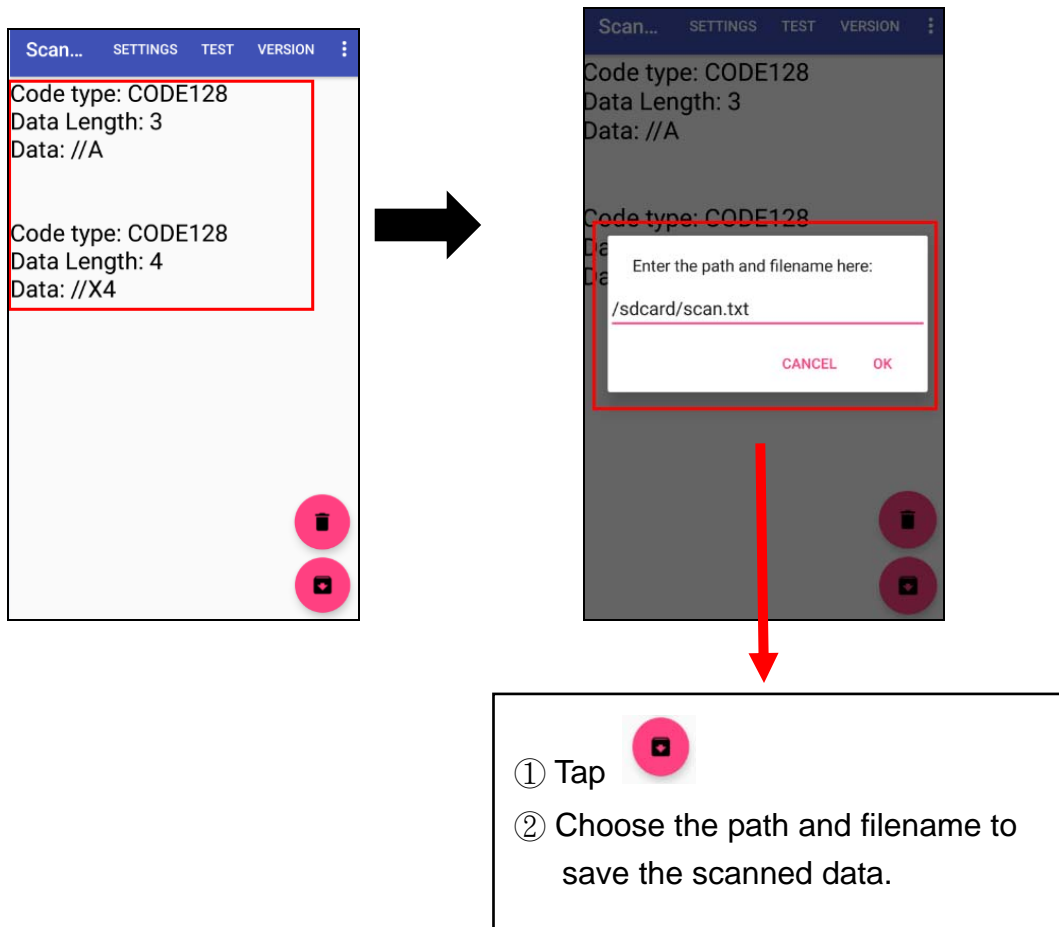 Scan... SETTINGS TEST VERSION
Code type: CODE128
Data Length: 3
Data: //A
Code type: CODE128
Data Length: 4
Data: //X4
Scan... SETTINGS TEST VERSION
Code type: CODE128
Data Length: 3
Data: //A
Code type: CODE128
Da
Da
Enter the path and filename here:
/sdcard/scan.txt
CANCEL OK
① Tap
② Choose the path and filename to
save the scanned data.